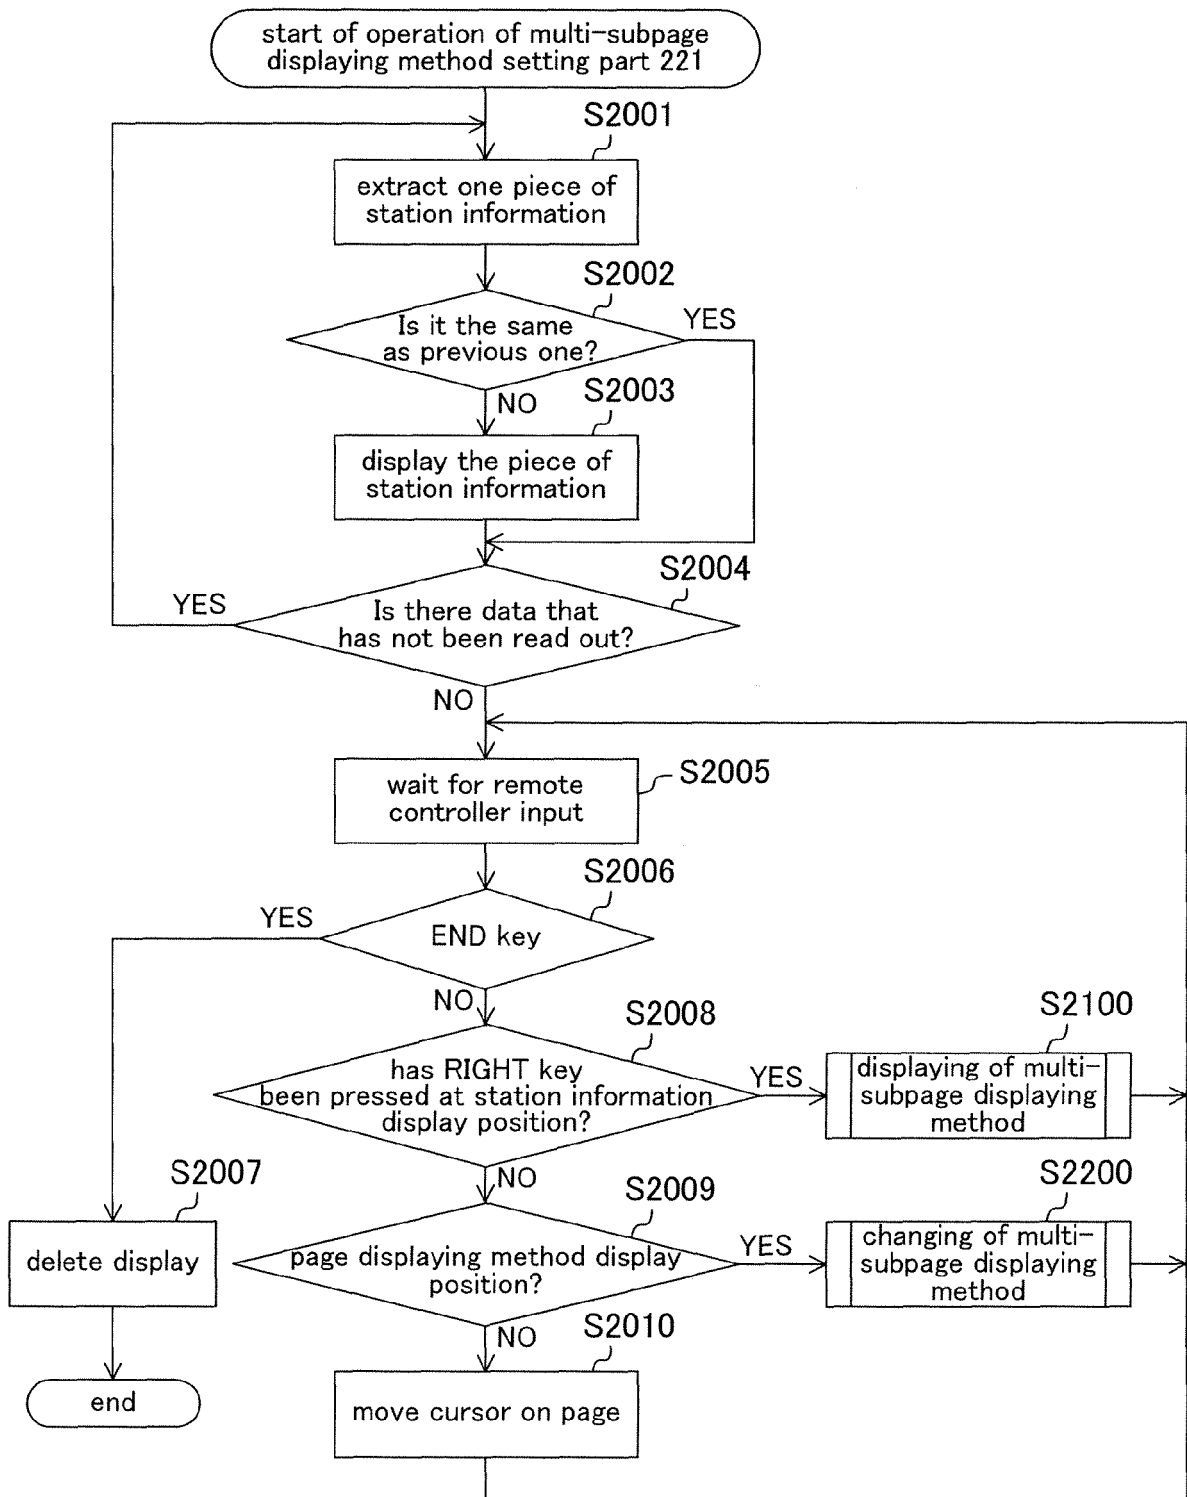 start of operation of multi-subpage
displaying method setting part 221
S2001
extract one piece of
station information
S2002
Is it the same
as previous one?
YES
NO
S2003
display the piece of
station information
S2004
YES
Is there data that
has not been read out?
NO
wait for remote
controller input
S2005
S2006
YES
END key
NO
S2008
has RIGHT key
been pressed at station information
display position?
YES
S2100
displaying of multi-
subpage displaying
method
NO
S2007
delete display
S2009
page displaying method display
position?
YES
S2200
changing of multi-
subpage displaying
method
NO
S2010
move cursor on page
end